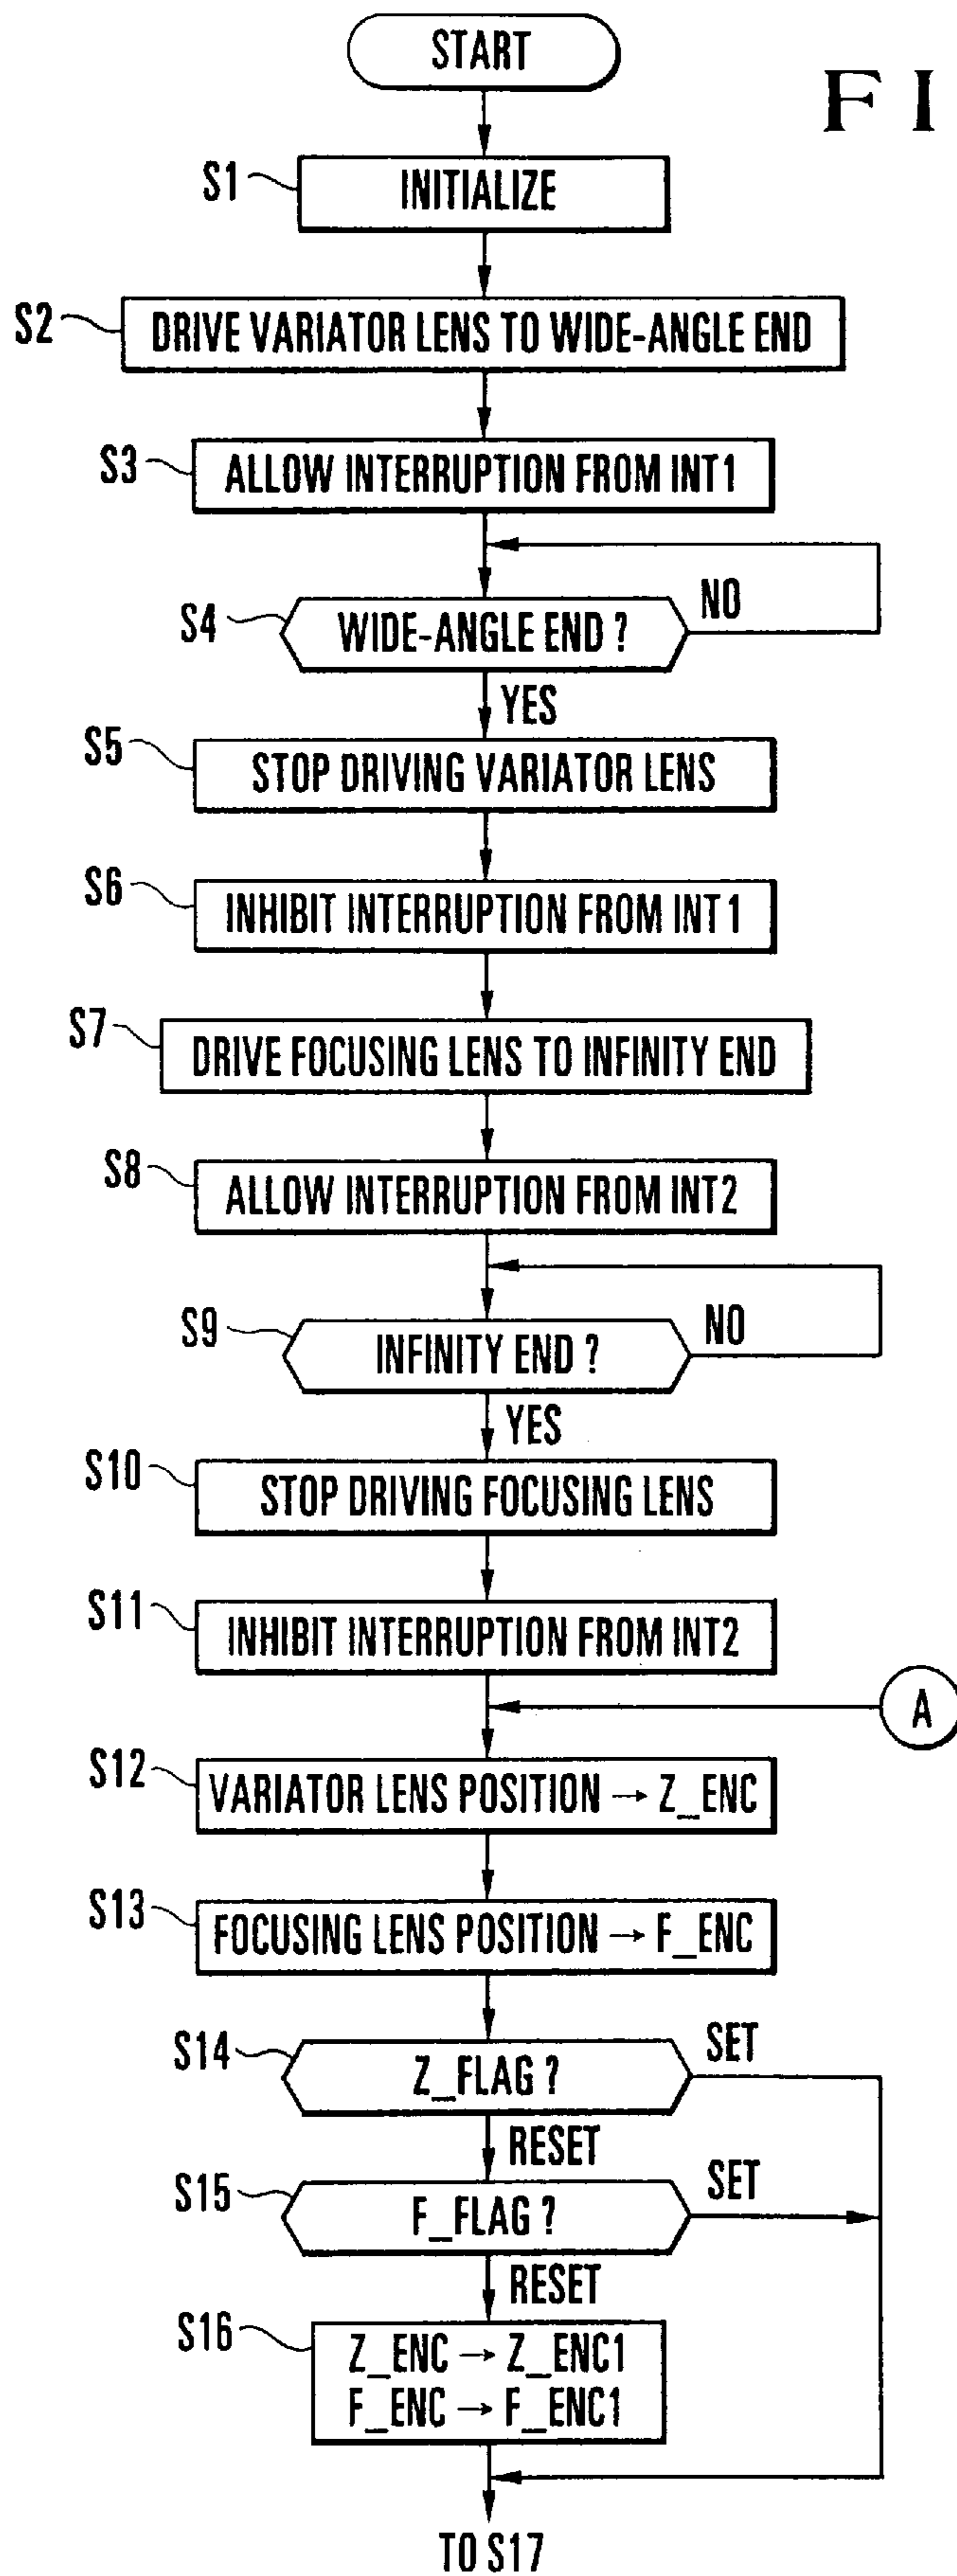 START
F I
S1
INITIALIZE
S2
DRIVE VARIATOR LENS TO WIDE-ANGLE END
S3
ALLOW INTERRUPTION FROM INT1
S4
WIDE-ANGLE END ?
NO
YES
S5
STOP DRIVING VARIATOR LENS
S6
INHIBIT INTERRUPTION FROM INT1
S7
DRIVE FOCUSING LENS TO INFINITY END
S8
ALLOW INTERRUPTION FROM INT2
S9
INFINITY END ?
NO
YES
S10
STOP DRIVING FOCUSING LENS
S11
INHIBIT INTERRUPTION FROM INT2
A
S12
VARIATOR LENS POSITION → Z_ENC
S13
FOCUSING LENS POSITION → F_ENC
S14
Z_FLAG ?
SET
RESET
S15
F_FLAG ?
SET
RESET
S16
Z_ENC → Z_ENC1
F_ENC → F_ENC1
TO S17